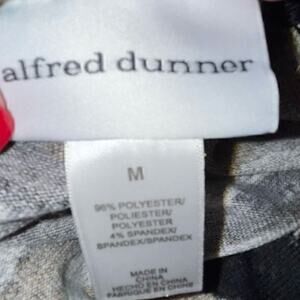 alfred dunner
M
96% POLYESTER/
POLIESTER/
POLYESTER
4% SPANDEX/
SPANDEX/SPANDEX
MADE IN
CHINA
HECHO EN CHINA
FABRIQUE EN CHINE